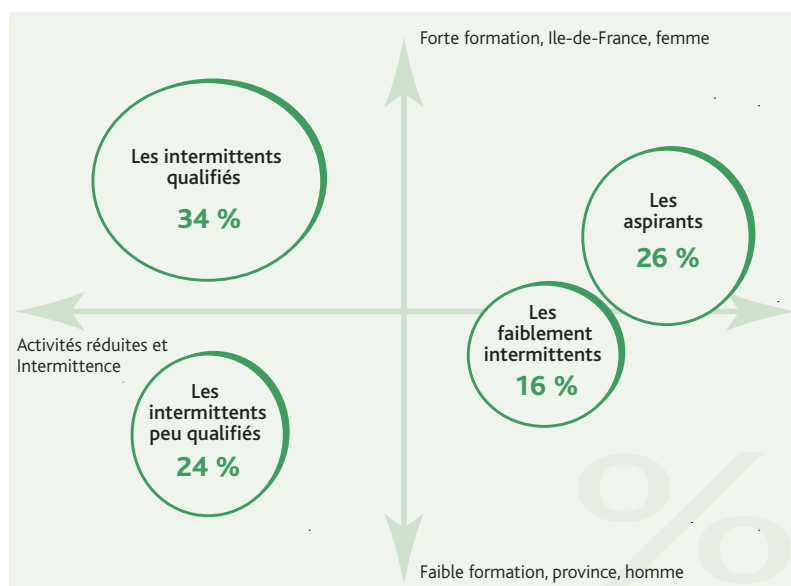 Forte formation, Ile-de-France, femme
Les intermittents
qualifiés
34 %
Les
aspirants
26 %
Les
faiblement
intermittents
16 %
Activités réduites et
Intermittence
Les
intermittents
peu qualifiés
24 %
%
Faible formation, province, homme